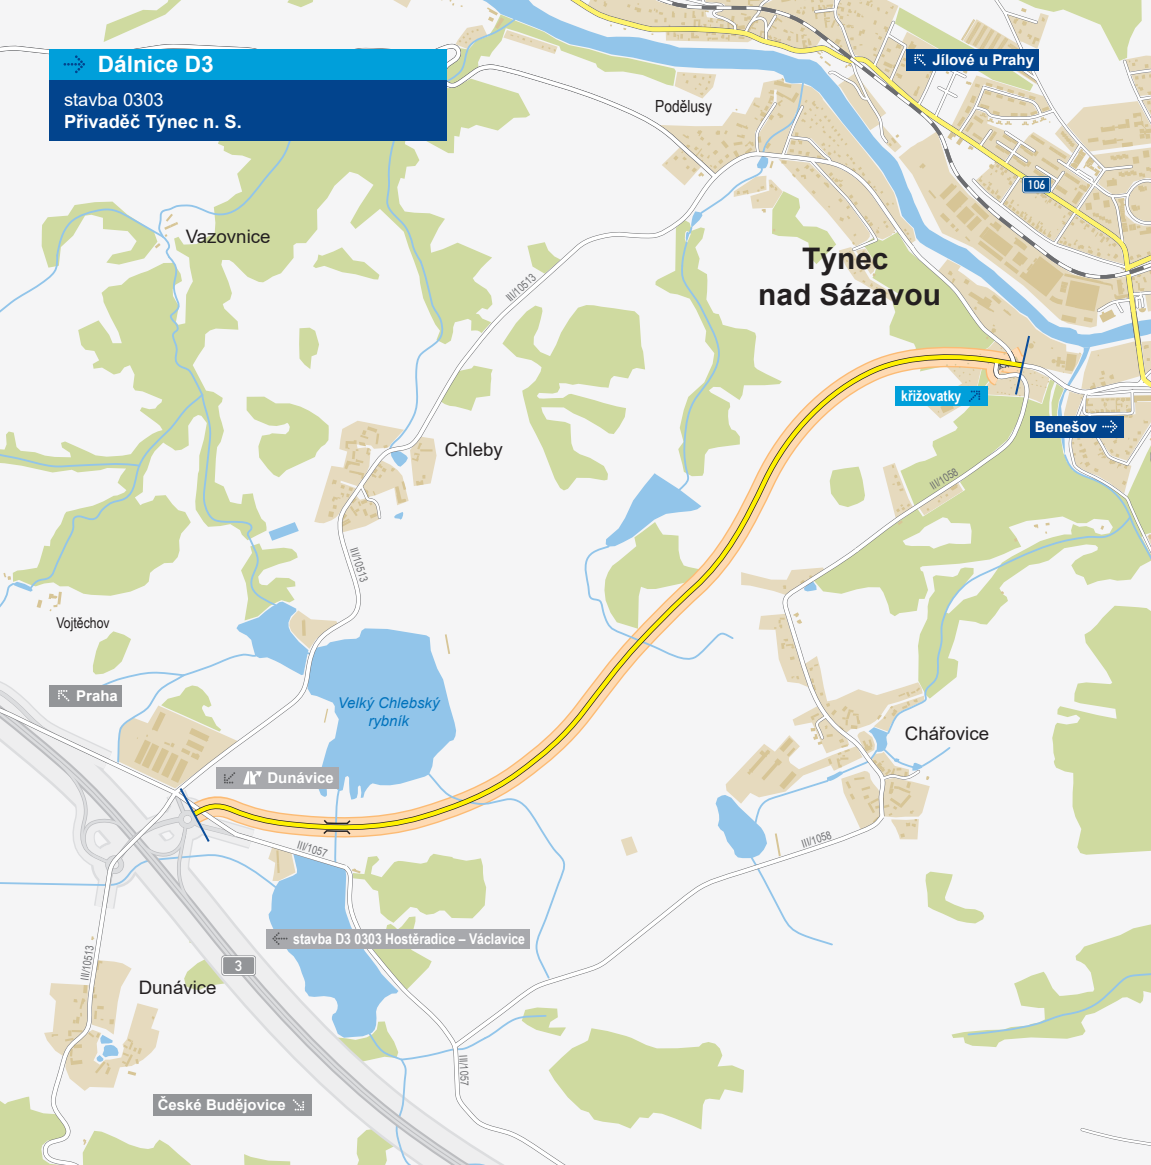 Dálnice D3
stavba 0303
Přivaděč Týnec n. S.
Jílové u Prahy
Podělusy
106
Vazovnice
Týnec
nad Sázavou
III/10513
křižovatky
Benešov
Chleby
III/1058
III/10513
Vojtěchov
Praha
Velký Chlebský
rybník
Chářovice
Dunávice
III/1057
III/1058
stavba D3 0303 Hostěradice – Václavice
III/10513
3
Dunávice
III/1057
České Budějovice